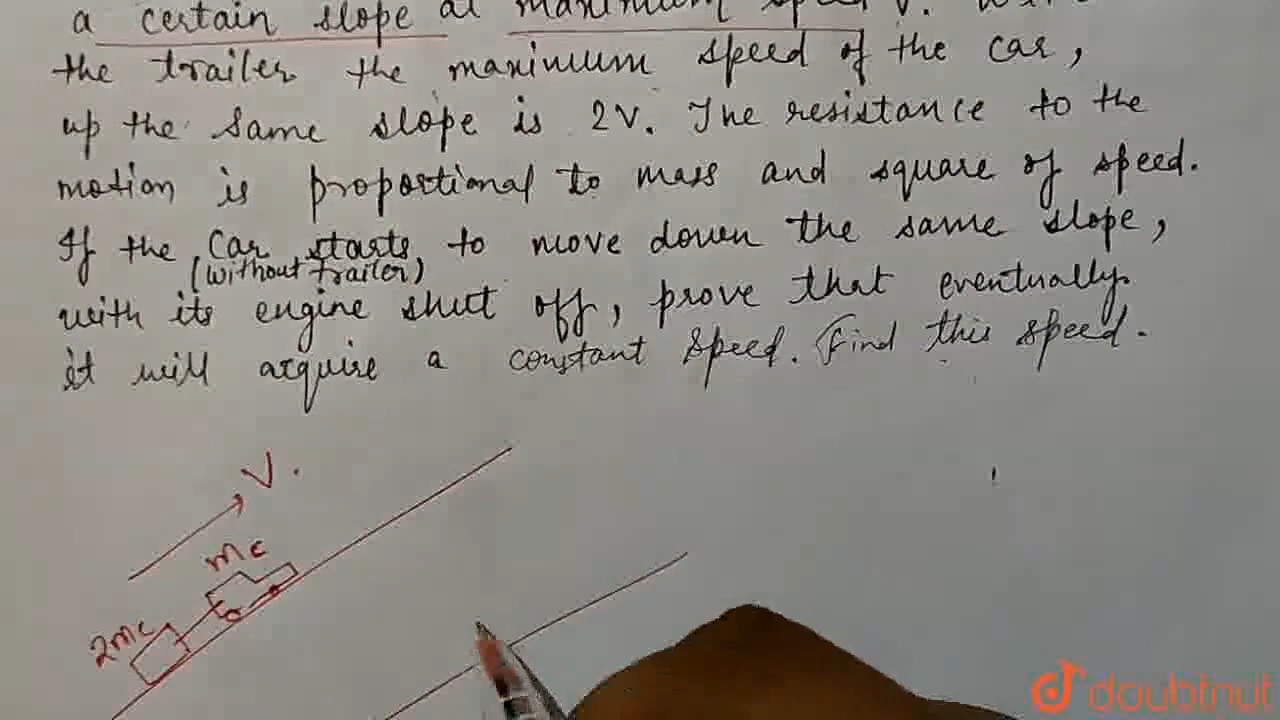 a certain slope at maximum speed V.
the trailer the maximum speed of the car,
up the same slope is 2V. The resistance to the
motion is proportional to mass and square of speed.
If the car starts to move down the same slope,
(without trailer)
with its engine shut off, prove that eventually
it will acquire a constant speed. Find this speed.
V.
mc
2mc
doubtnut